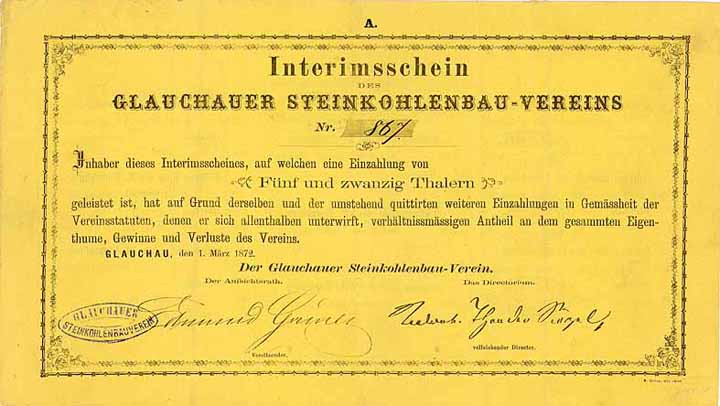 A.
Interimsschein
DES
GLAUCHAUER STEINKOHLENBAU-VEREINS
Nr. 867
Inhaber dieses Interimsscheines, auf welchen eine Einzahlung von
Fünf und zwanzig Thalern
geleistet ist, hat auf Grund derselben und der umstehend quittirten weiteren Einzahlungen in Gemässheit der
Vereinsstatuten, denen er sich allenthalben unterwirft, verhältnissmässigen Antheil an dem gesammten Eigen-
thume, Gewinne und Verluste des Vereins.
GLAUCHAU, den 1. März 1872.
Der Glauchauer Steinkohlenbau-Verein.
Der Aufsichtsrath. Das Directorium.
GLAUCHAUER
STEINKOHLENBAUVEREIN
Edmund
Theodor
Vorsitzender. vollziehender Director.